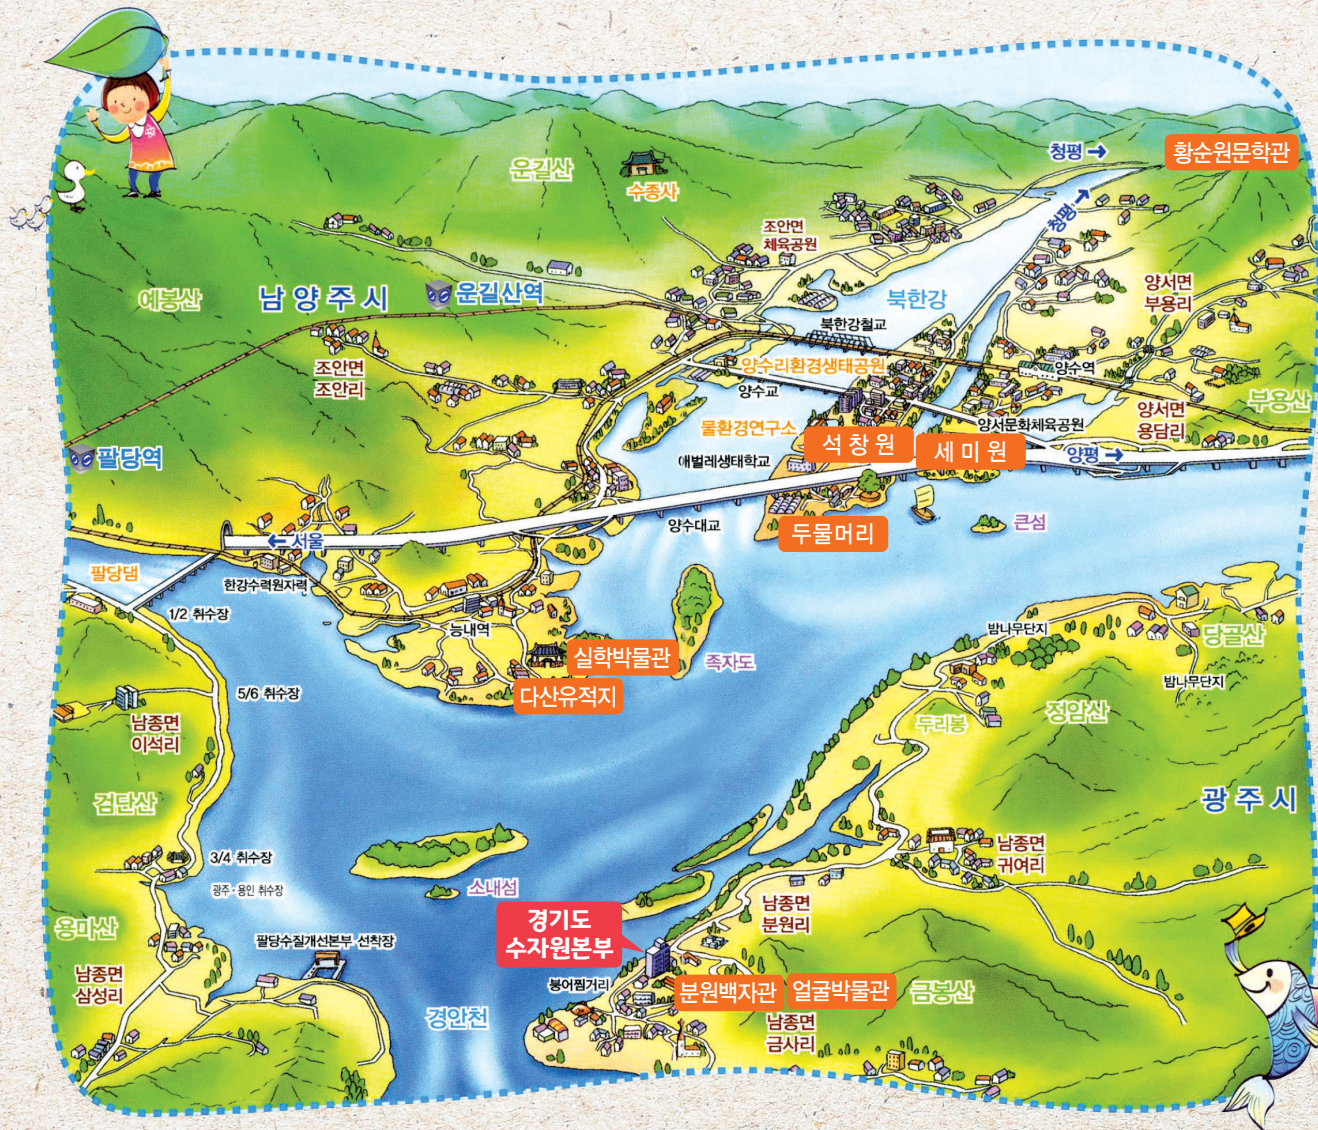 청평 →
황순원문학관
운길산
수종사
청평 →
조안면
체육공원
예봉산
남양주시
운길산역
북한강
양서면
부용리
북한강철교
조안면
조안리
양수리환경생태공원
양수역
양수교
부용산
물환경연구소
양서문화체육공원
양서면
용담리
석창원
세미원
팔당역
애벌레생태학교
양평 →
양수대교
두물머리
큰섬
← 서울
팔당댐
한강수력원자력
1/2 취수장
능내역
밤나무단지
당골산
실학박물관
족자도
다산유적지
밤나무단지
5/6 취수장
남종면
이석리
두리봉
정암산
검단산
광주시
남종면
귀여리
3/4 취수장
광주·용인 취수장
소내섬
경기도
수자원본부
남종면
분원리
용마산
팔당수질개선본부 선착장
남종면
삼성리
붕어찜거리
분원백자관
얼굴박물관
금봉산
경안천
남종면
금사리